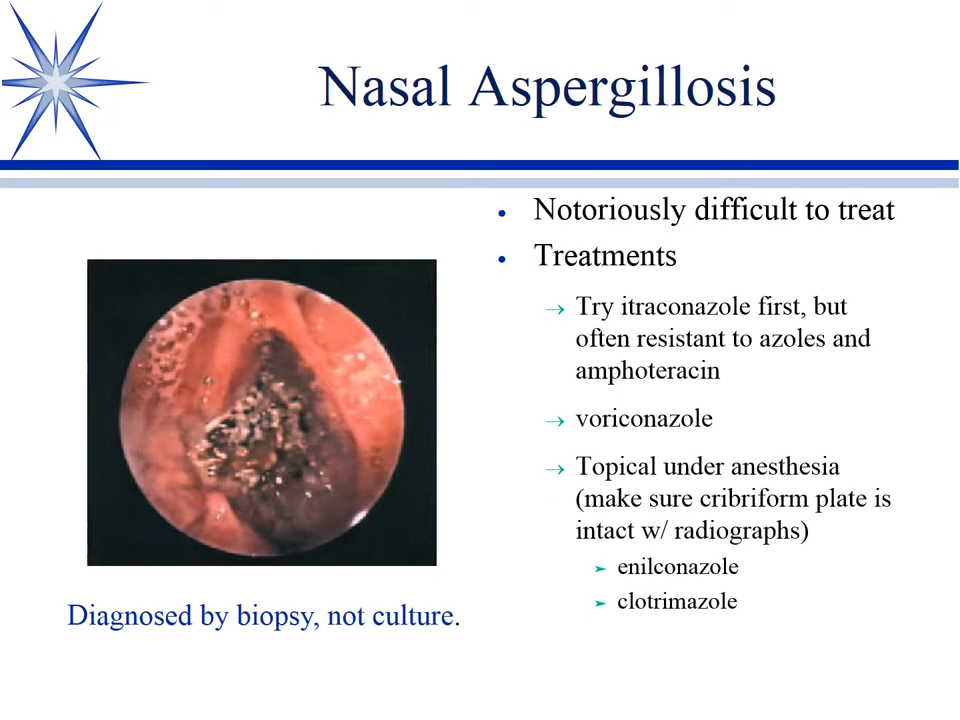 Nasal Aspergillosis
• Notoriously difficult to treat
• Treatments
→ Try itraconazole first, but
often resistant to azoles and
amphoteracin
→ voriconazole
→ Topical under anesthesia
(make sure cribriform plate is
intact w/ radiographs)
➢ enilconazole
➢ clotrimazole
Diagnosed by biopsy, not culture.